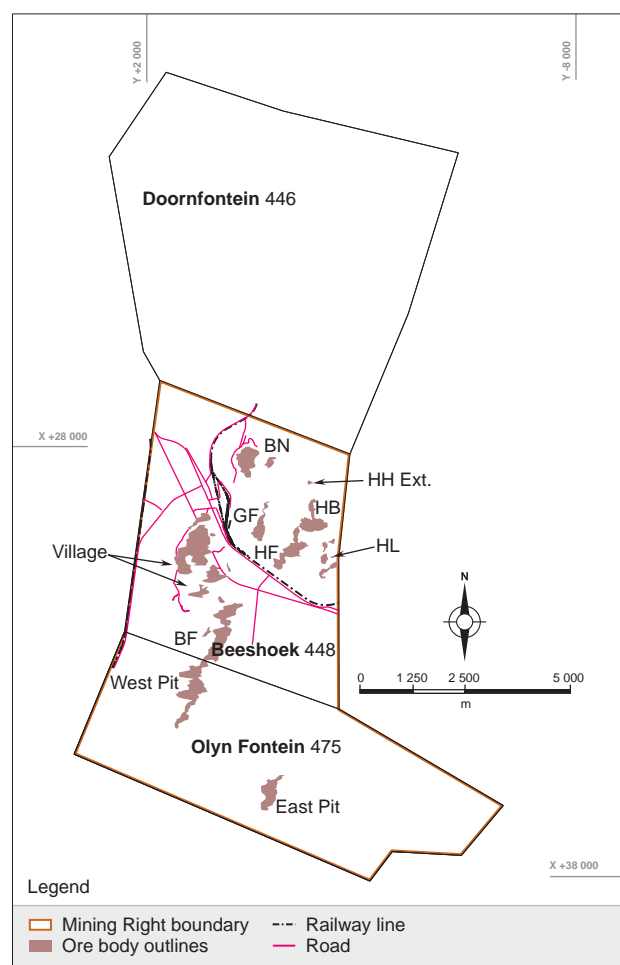 Y +2 000
Y -8 000
Doornfontein 446
X +28 000
BN
HH Ext.
HB
GF
HL
HF
Village
N
BF
Beeshoek 448
0 1 250 2 500 5 000
m
West Pit
Olyn Fontein 475
East Pit
X +38 000
Legend
Mining Right boundary
Railway line
Ore body outlines
Road